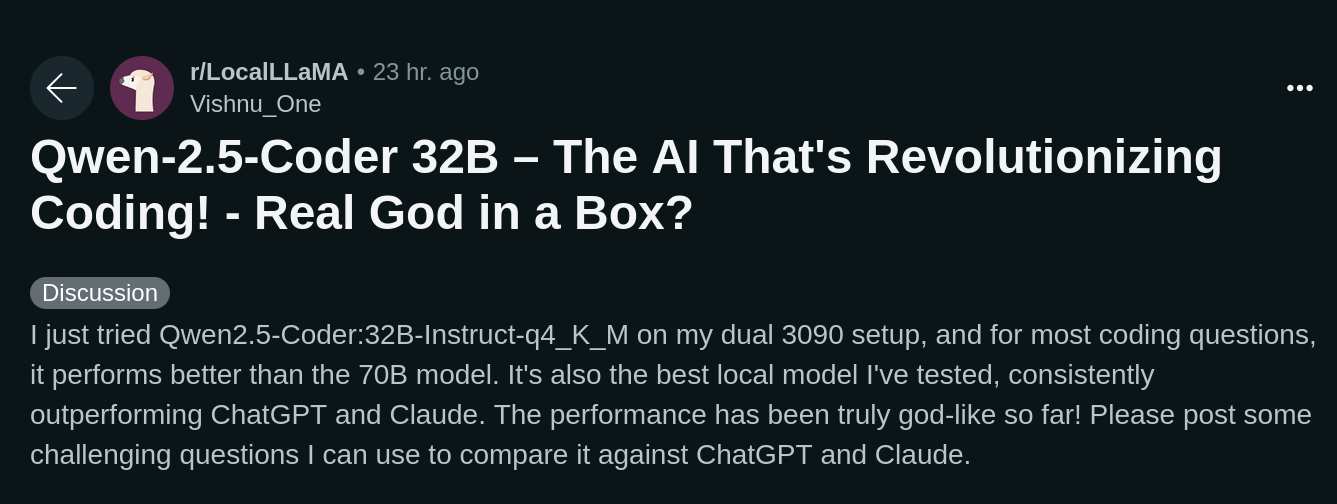 r/LocalLLaMA • 23 hr. ago
Vishnu_One
Qwen-2.5-Coder 32B – The AI That's Revolutionizing
Coding! - Real God in a Box?
Discussion
I just tried Qwen2.5-Coder:32B-Instruct-q4_K_M on my dual 3090 setup, and for most coding questions,
it performs better than the 70B model. It's also the best local model I've tested, consistently
outperforming ChatGPT and Claude. The performance has been truly god-like so far! Please post some
challenging questions I can use to compare it against ChatGPT and Claude.